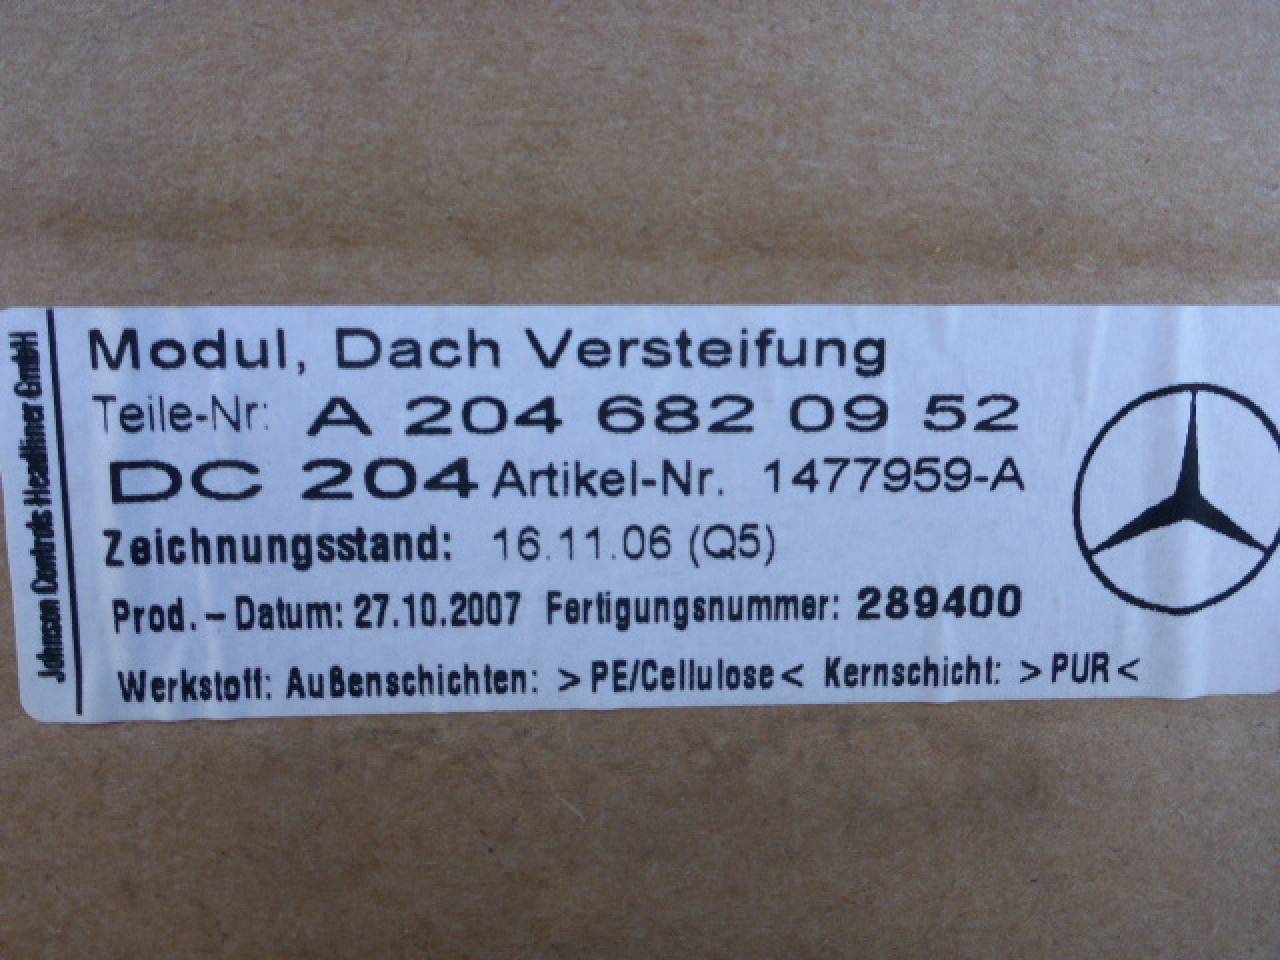 Johnson Controls Headliner GmbH
Modul, Dach Versteifung
Teile-Nr: A 204 682 09 52
DC 204 Artikel-Nr. 1477959-A
Zeichnungsstand: 16.11.06 (Q5)
Prod. – Datum: 27.10.2007 Fertigungsnummer: 289400
Werkstoff: Außenschichten: >PE/Cellulose< Kernschicht: >PUR<